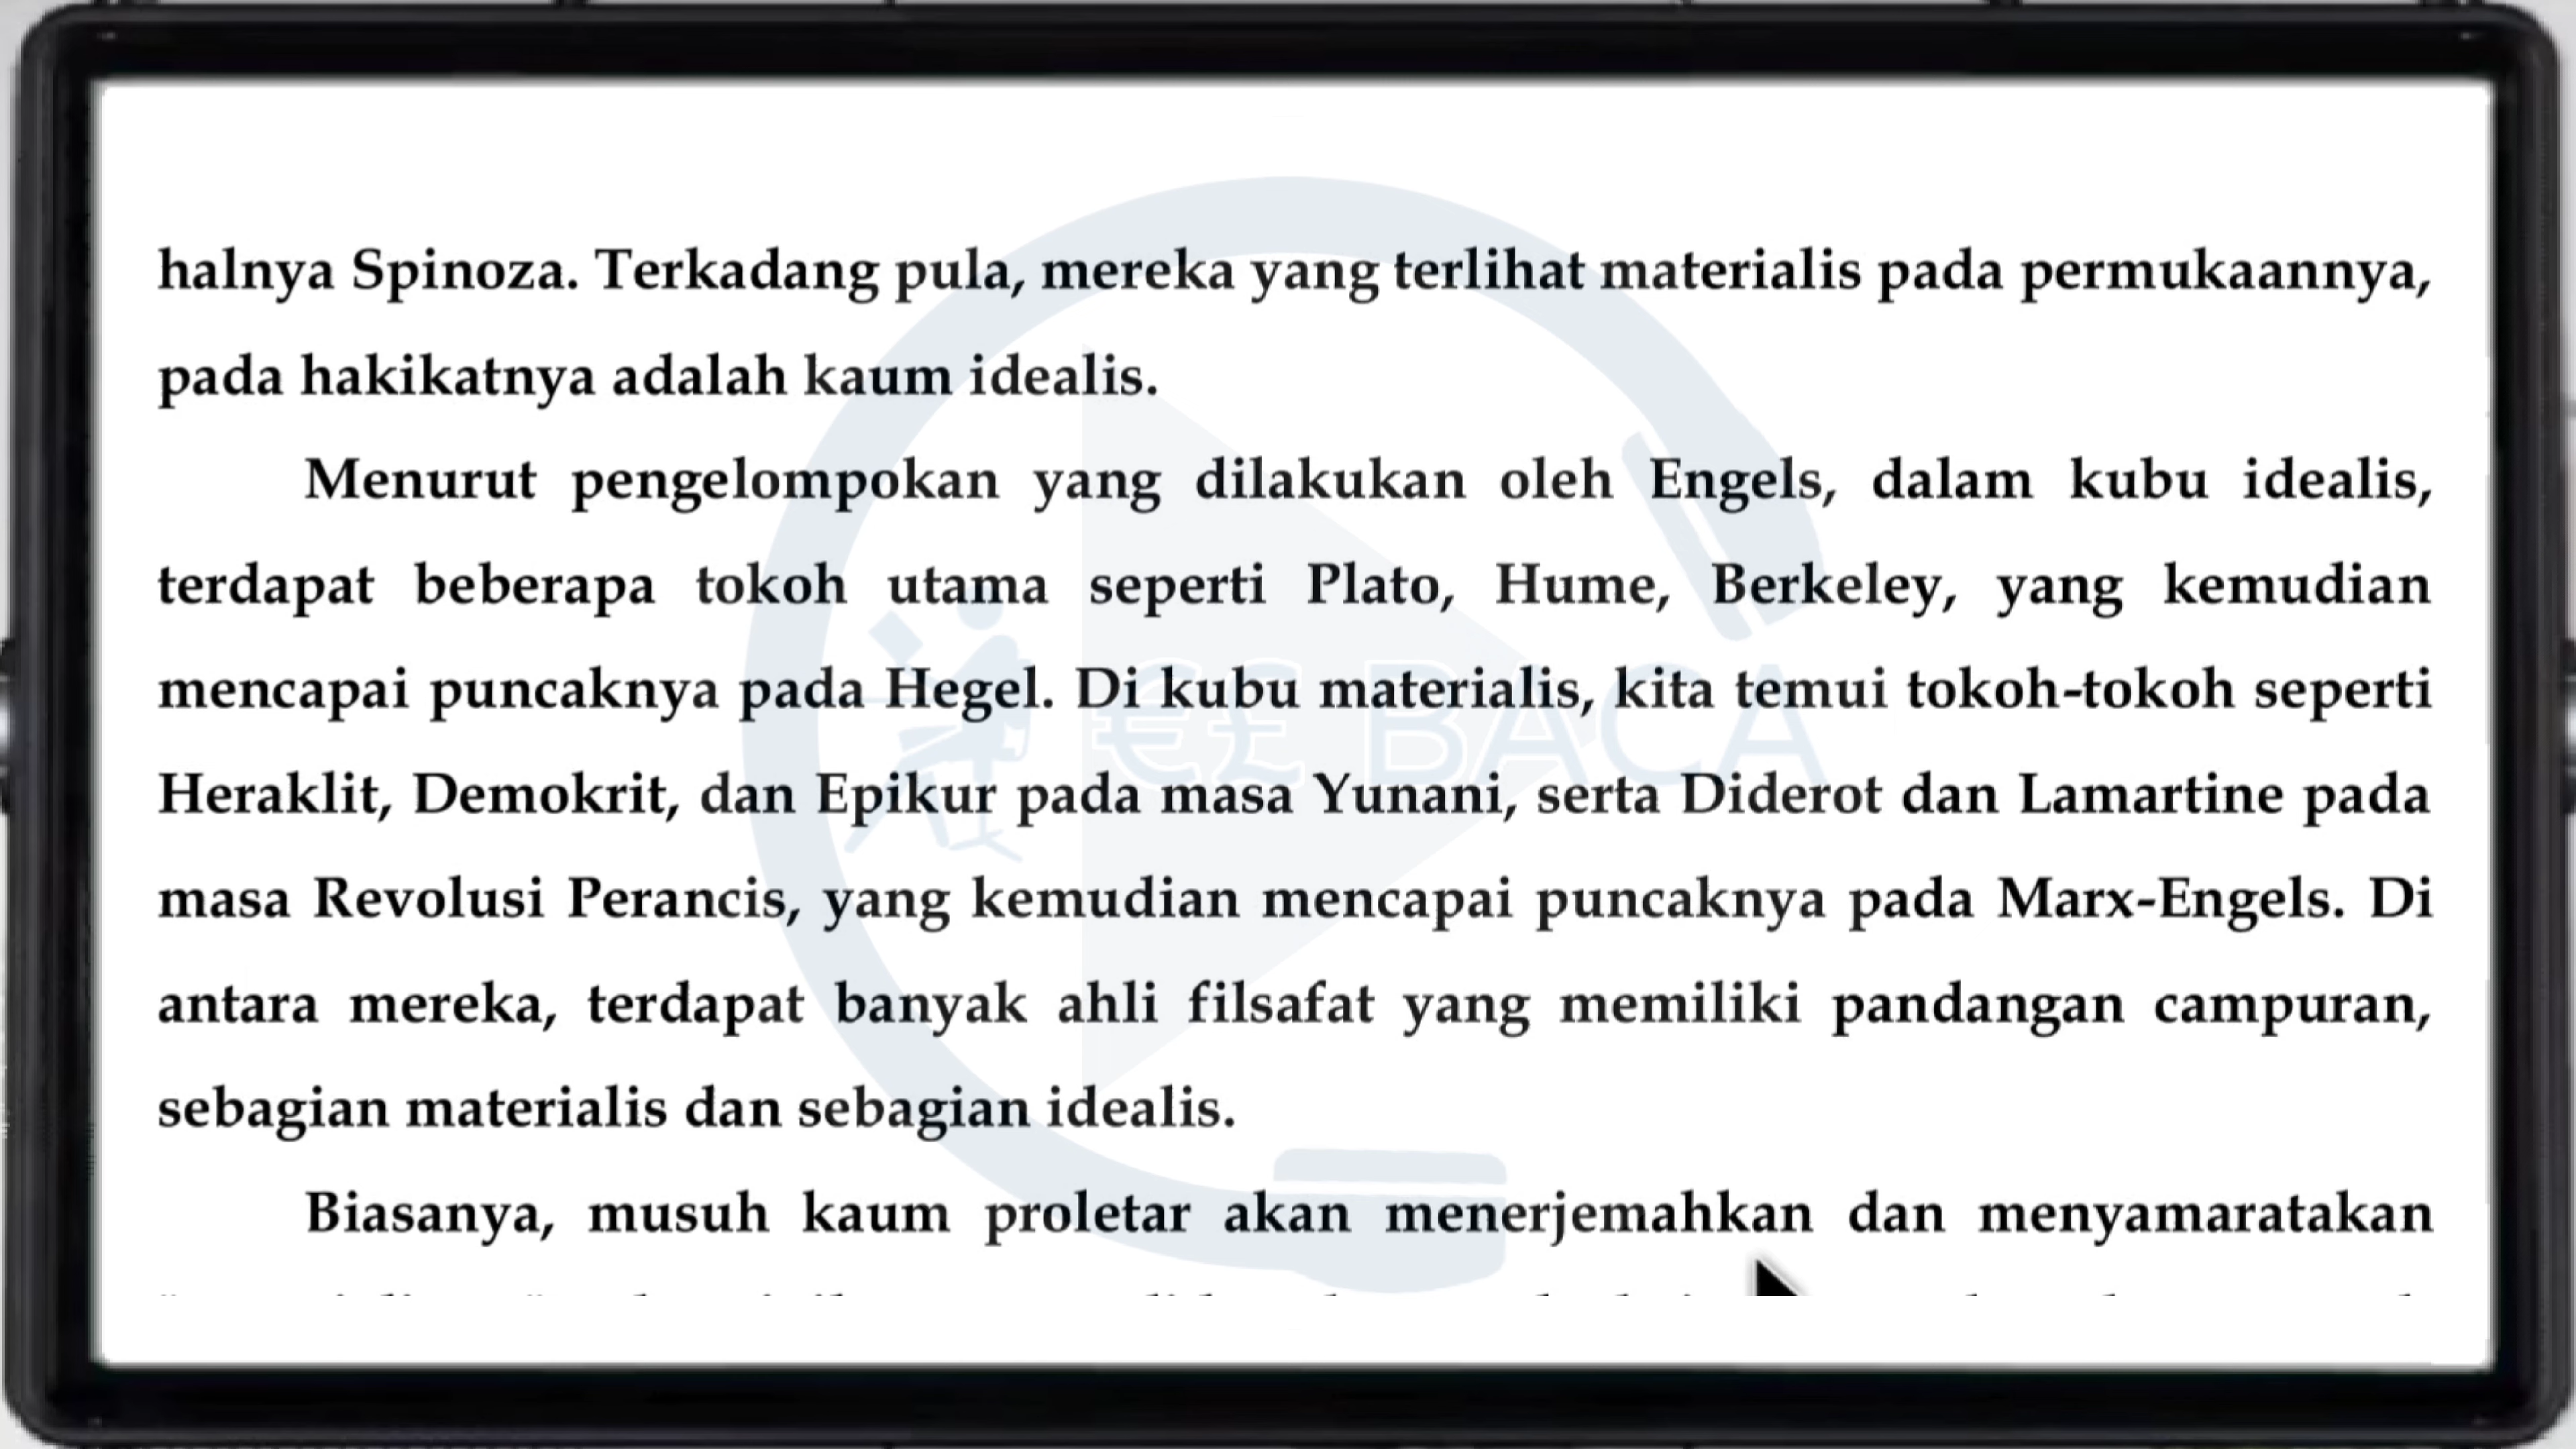 halnya Spinoza. Terkadang pula, mereka yang terlihat materialis pada permukaannya,
pada hakikatnya adalah kaum idealis.
Menurut pengelompokan yang dilakukan oleh Engels, dalam kubu idealis,
terdapat beberapa tokoh utama seperti Plato, Hume, Berkeley, yang kemudian
mencapai puncaknya pada Hegel. Di kubu materialis, kita temui tokoh-tokoh seperti
Heraklit, Demokrit, dan Epikur pada masa Yunani, serta Diderot dan Lamartine pada
masa Revolusi Perancis, yang kemudian mencapai puncaknya pada Marx-Engels. Di
antara mereka, terdapat banyak ahli filsafat yang memiliki pandangan campuran,
sebagian materialis dan sebagian idealis.
Biasanya, musuh kaum proletar akan menerjemahkan dan menyamaratakan
€£ BACA